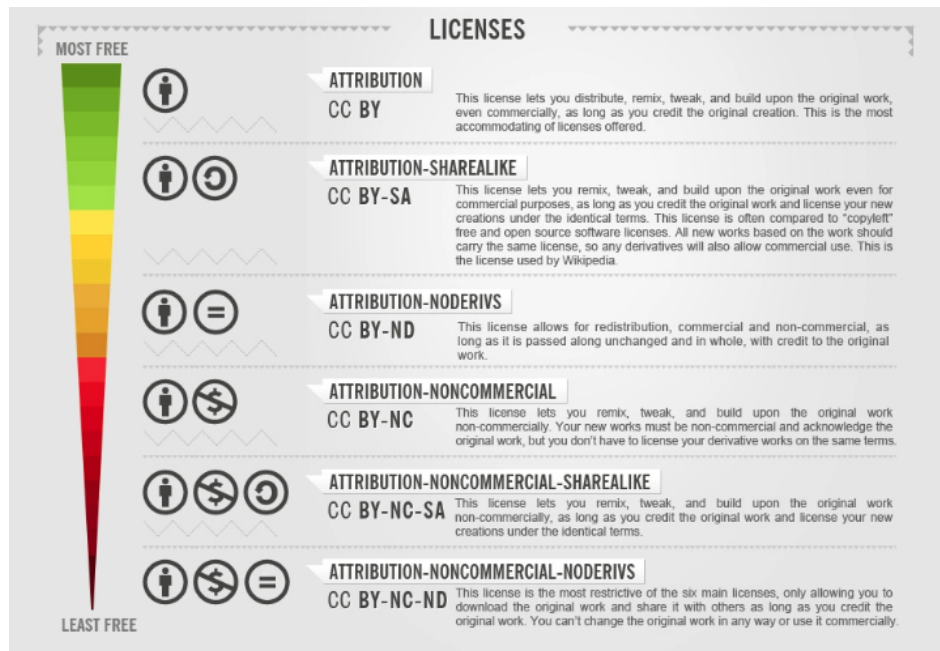 LICENSES
MOST FREE
ATTRIBUTION
CC BY
This license lets you distribute, remix, tweak, and build upon the original work,
even commercially, as long as you credit the original creation. This is the most
accommodating of licenses offered.
ATTRIBUTION-SHAREALIKE
CC BY-SA
This license lets you remix, tweak, and build upon the original work even for
commercial purposes, as long as you credit the original work and license your new
creations under the identical terms. This license is often compared to "copyleft"
free and open source software licenses. All new works based on the work should
carry the same license, so any derivatives will also allow commercial use. This is
the license used by Wikipedia.
ATTRIBUTION-NODERIVS
CC BY-ND
This license allows for redistribution, commercial and non-commercial, as
long as it is passed along unchanged and in whole, with credit to the original
work.
ATTRIBUTION-NONCOMMERCIAL
CC BY-NC
This license lets you remix, tweak, and build upon the original work
non-commercially. Your new works must be non-commercial and acknowledge the
original work, but you don't have to license your derivative works on the same terms.
ATTRIBUTION-NONCOMMERCIAL-SHAREALIKE
CC BY-NC-SA
This license lets you remix, tweak, and build upon the original work
non-commercially, as long as you credit the original work and license your new
creations under the identical terms.
ATTRIBUTION-NONCOMMERCIAL-NODERIVS
CC BY-NC-ND
This license is the most restrictive of the six main licenses, only allowing you to
download the original work and share it with others as long as you credit the
original work. You can't change the original work in any way or use it commercially.
LEAST FREE